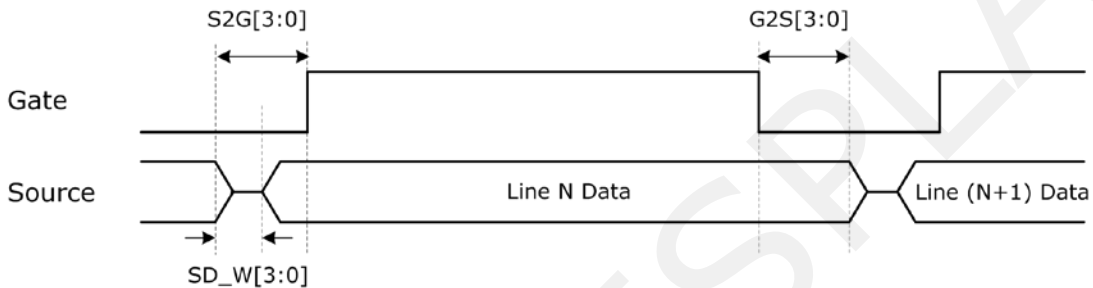 S2G[3:0] G2S[3:0]
Gate
Source Line N Data Line (N+1) Data
SD_W[3:0]